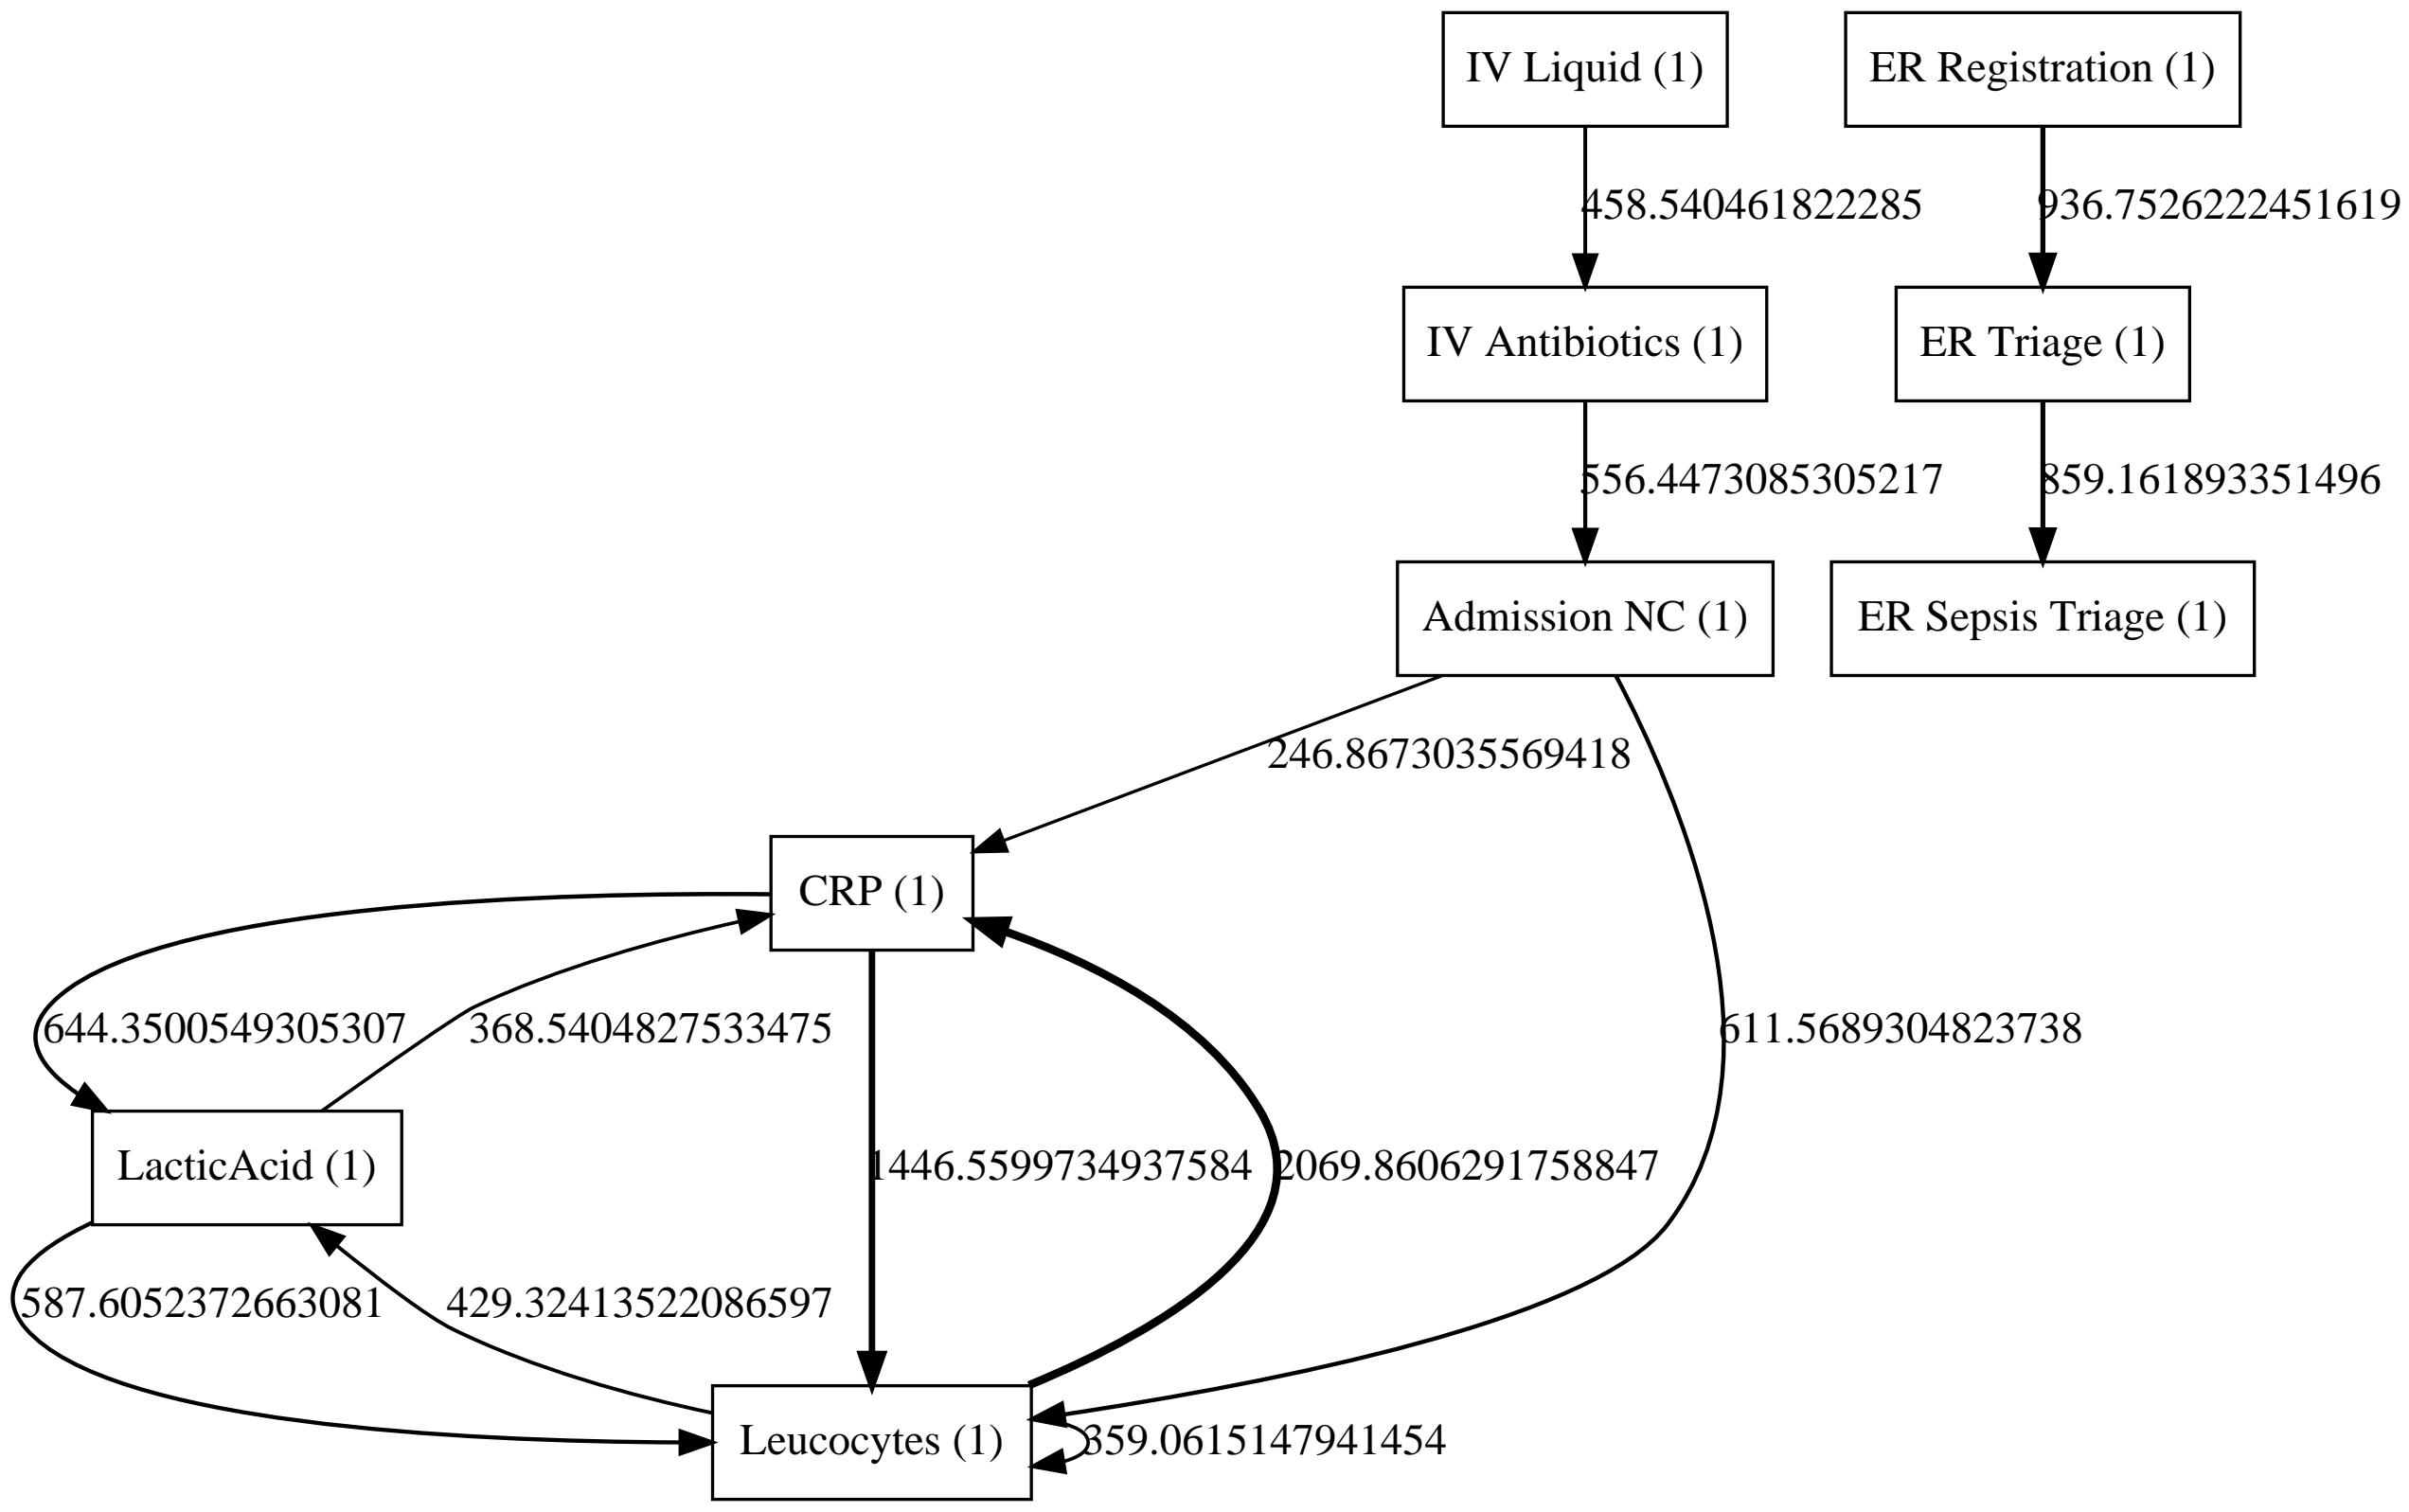 IV Liquid (1)
ER Registration (1)
458.540461822285
936.7526222451619
IV Antibiotics (1)
ER Triage (1)
556.4473085305217
859.161893351496
Admission NC (1)
ER Sepsis Triage (1)
246.8673035569418
CRP (1)
644.3500549305307
368.5404827533475
611.5689304823738
LacticAcid (1)
1446.5599734937584
2069.8606291758847
587.6052372663081
429.32413522086597
Leucocytes (1)
359.0615147941454